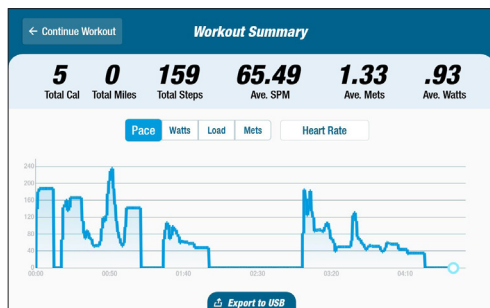 ← Continue Workout
Workout Summary
5 0 159 65.49 1.33 .93
Total Cal Total Miles Total Steps Ave. SPM Ave. Mets Ave. Watts
Pace Watts Load Mets Heart Rate
240
200
160
120
80
40
0
00:00 00:50 01:40 02:30 03:20 04:10
Export to USB